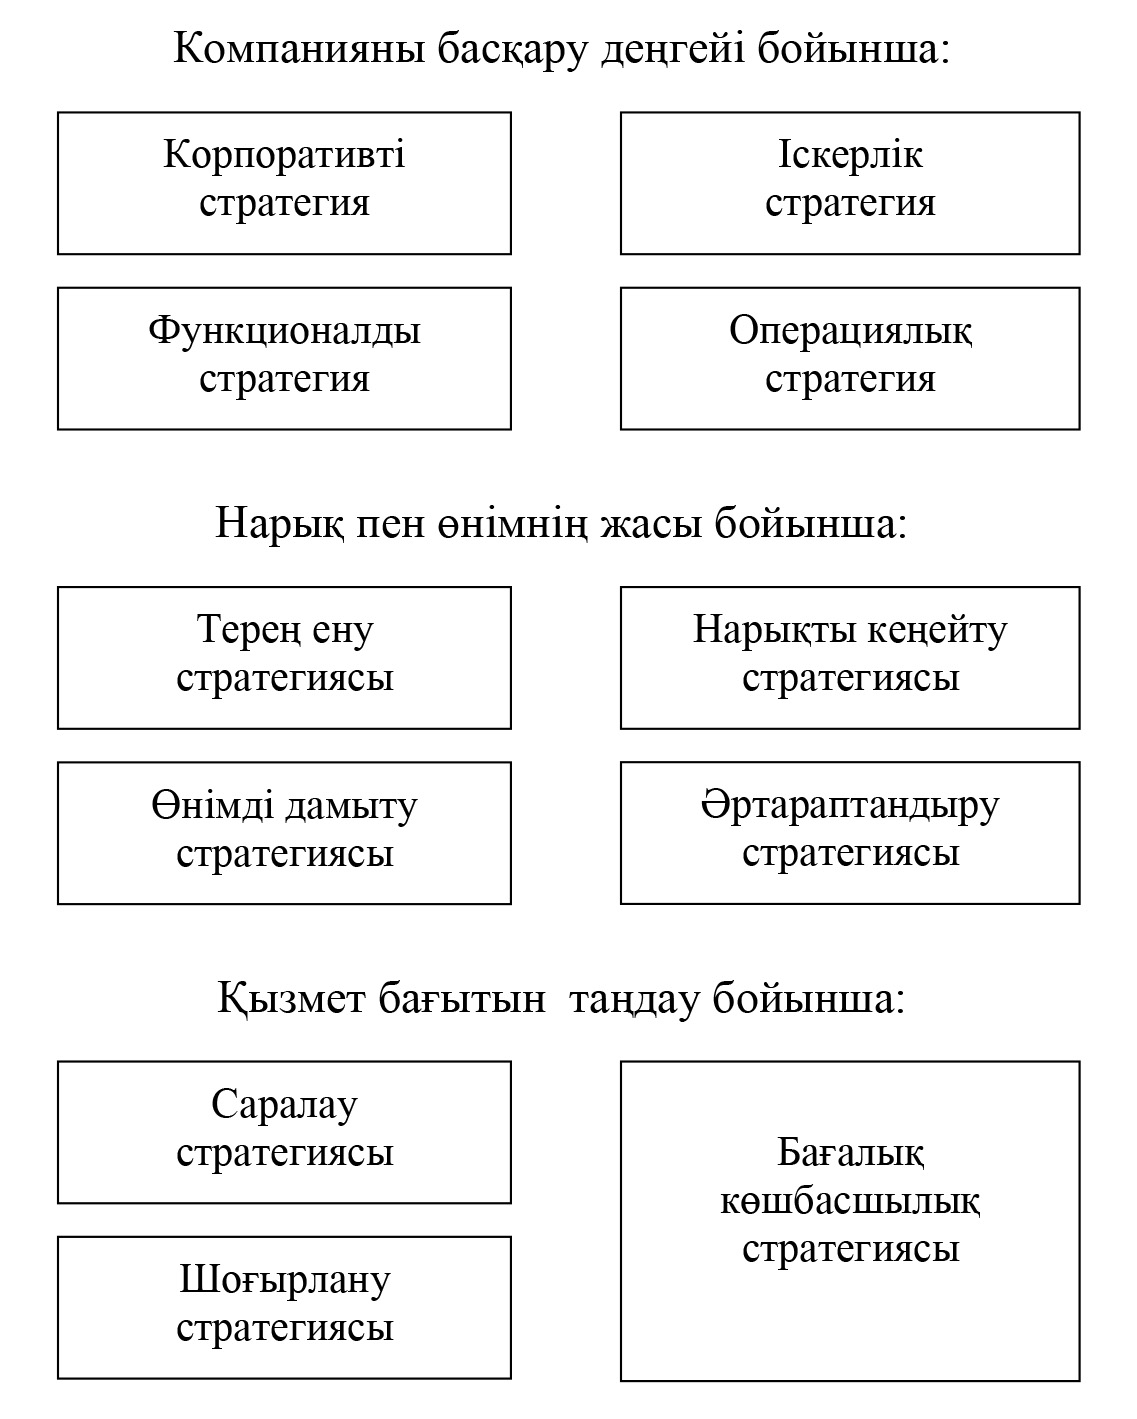 Компанияны басқару деңгейі бойынша:
Корпоративті
стратегия
Іскерлік
стратегия
Функционалды
стратегия
Операциялық
стратегия
Нарық пен өнімнің жасы бойынша:
Терең ену
стратегиясы
Нарықты кеңейту
стратегиясы
Өнімді дамыту
стратегиясы
Әртараптандыру
стратегиясы
Қызмет бағытын  таңдау бойынша:
Саралау
стратегиясы
Бағалық
көшбасшылық
стратегиясы
Шоғырлану
стратегиясы